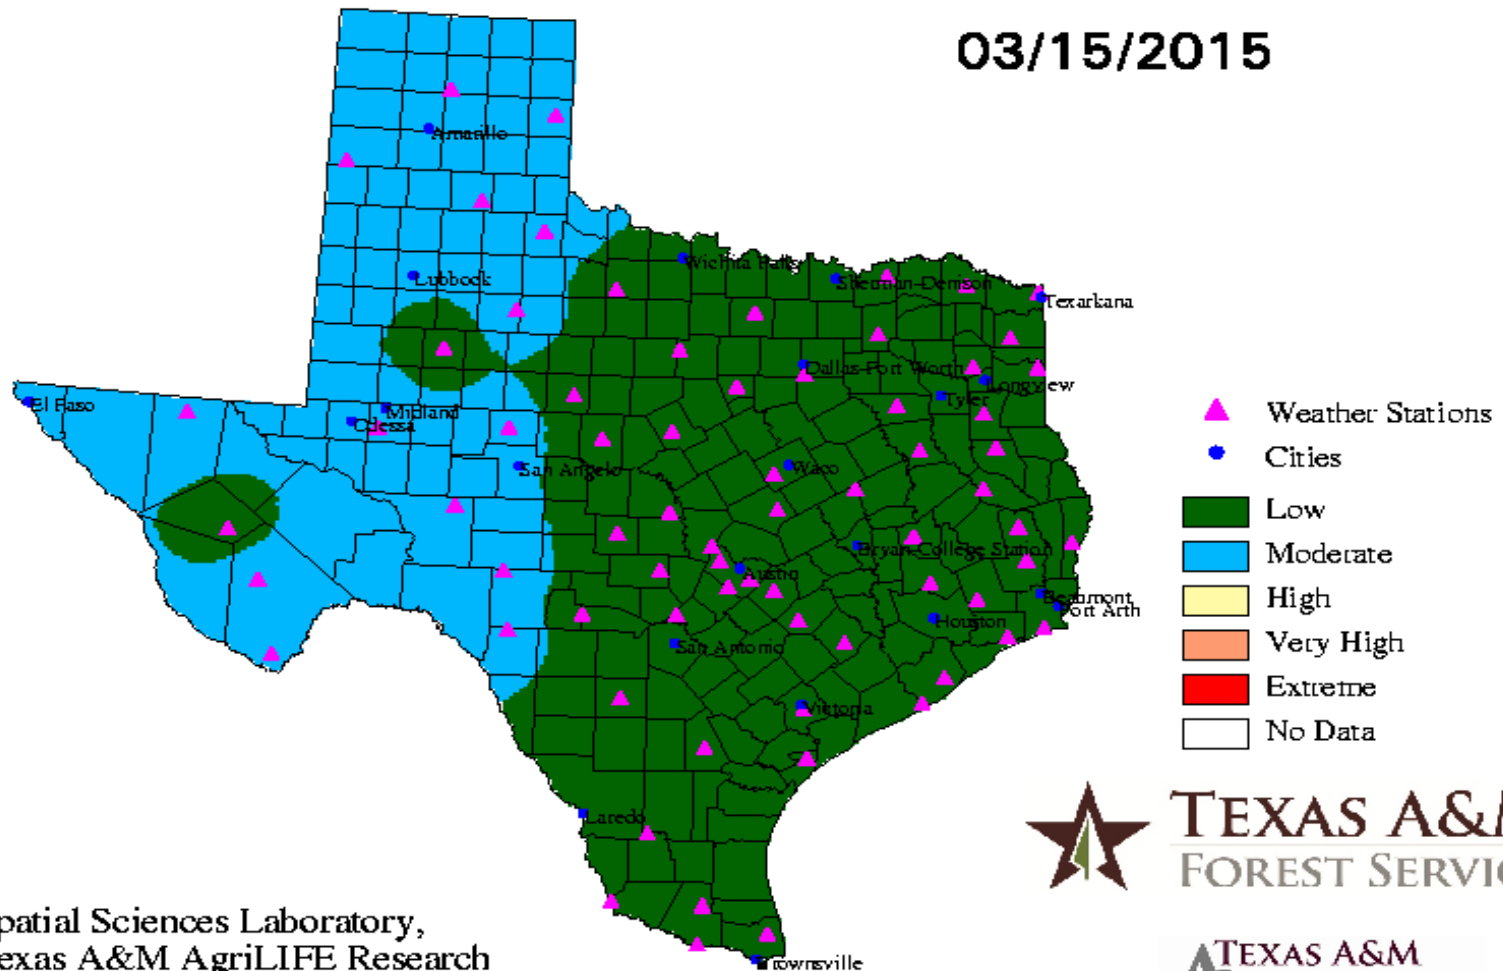 03/15/2015
Amarillo
Lubbock
Wichita Falls
Sherman-Denison
Texarkana
El Paso
Midland
Odessa
Dallas-Fort Worth
Longview
Tyler
San Angelo
Waco
Bryan-College Station
Austin
Beaumont
Port Arth
Houston
San Antonio
Victoria
Laredo
Brownsville
Weather Stations
Cities
Low
Moderate
High
Very High
Extreme
No Data
TEXAS A&M
FOREST SERVIC
patial Sciences Laboratory,
exas A&M AgriLIFE Research
TEXAS A&M